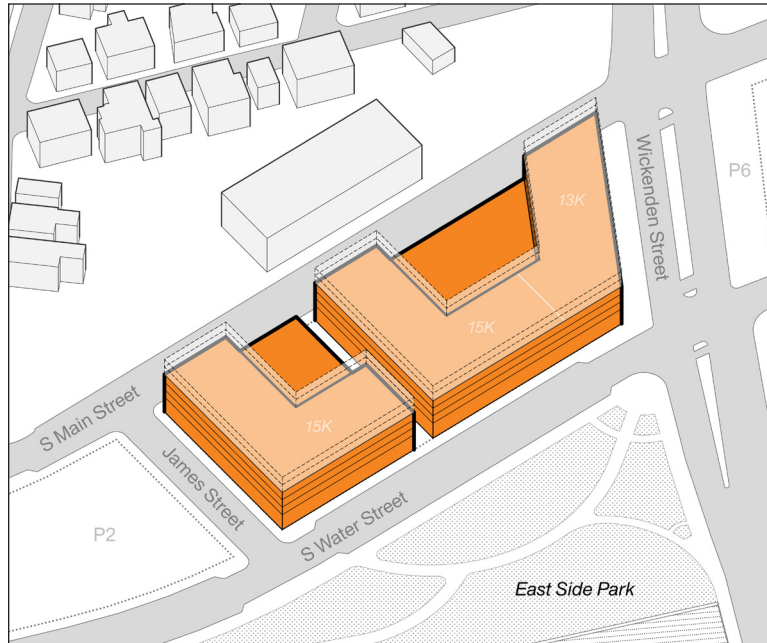 Wickenden Street
P6
13K
15K
15K
S Main Street
James Street
S Water Street
P2
East Side Park